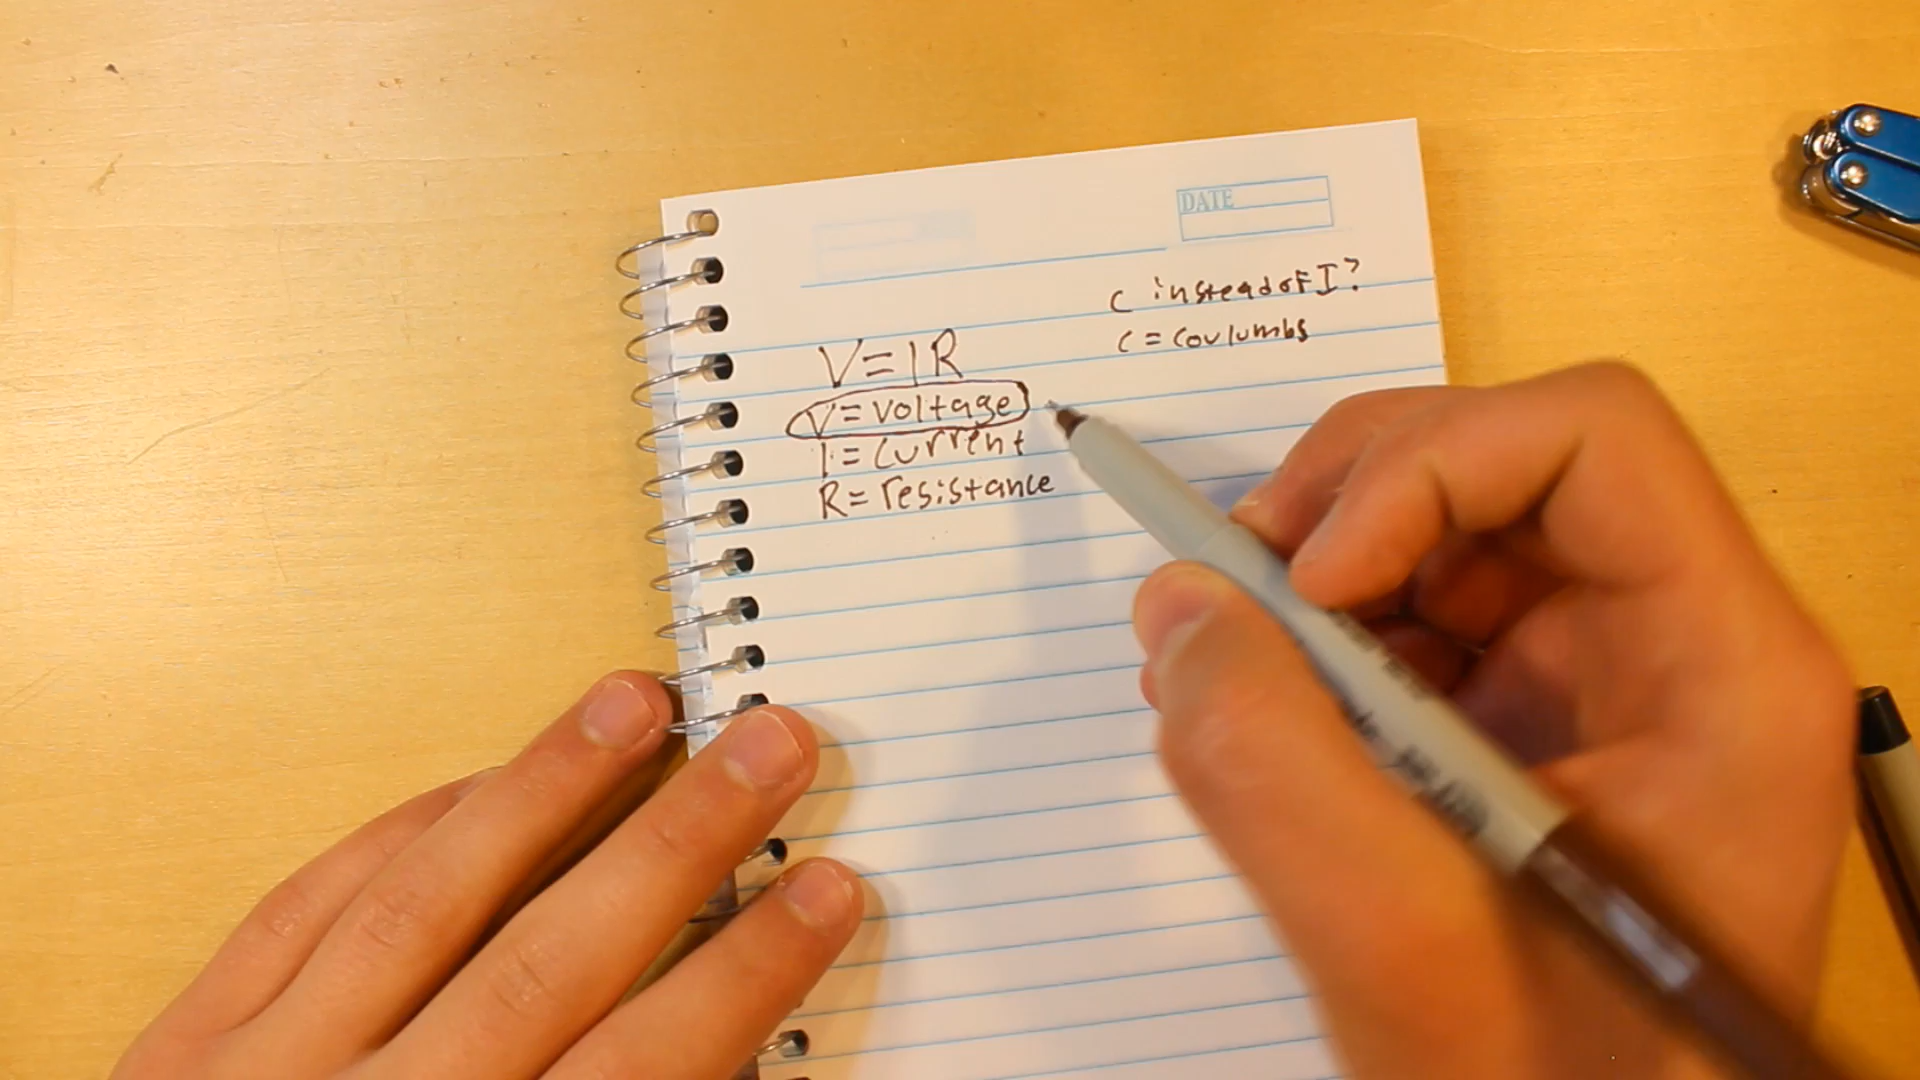 DATE
C instead of I?
C = Coulumbs
V = IR
V = voltage
I = current
R = resistance